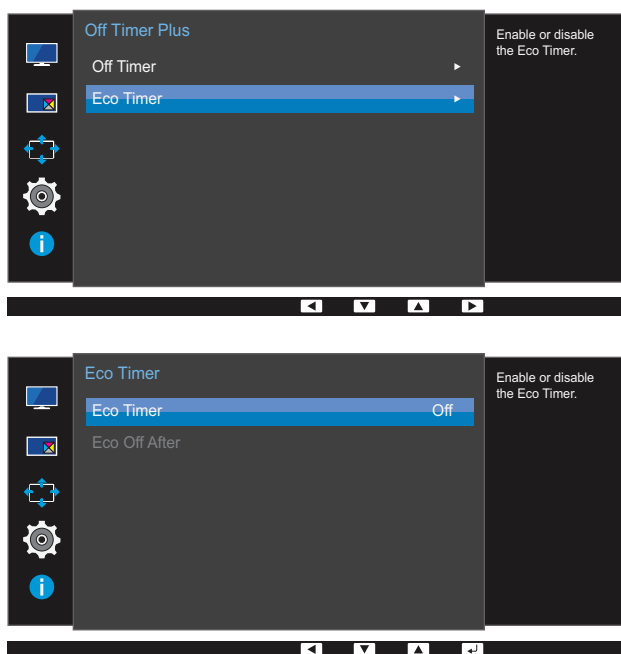 Off Timer Plus
Off Timer
Eco Timer
Enable or disable
the Eco Timer.
i
Eco Timer
Eco Timer Off
Eco Off After
Enable or disable
the Eco Timer.
i